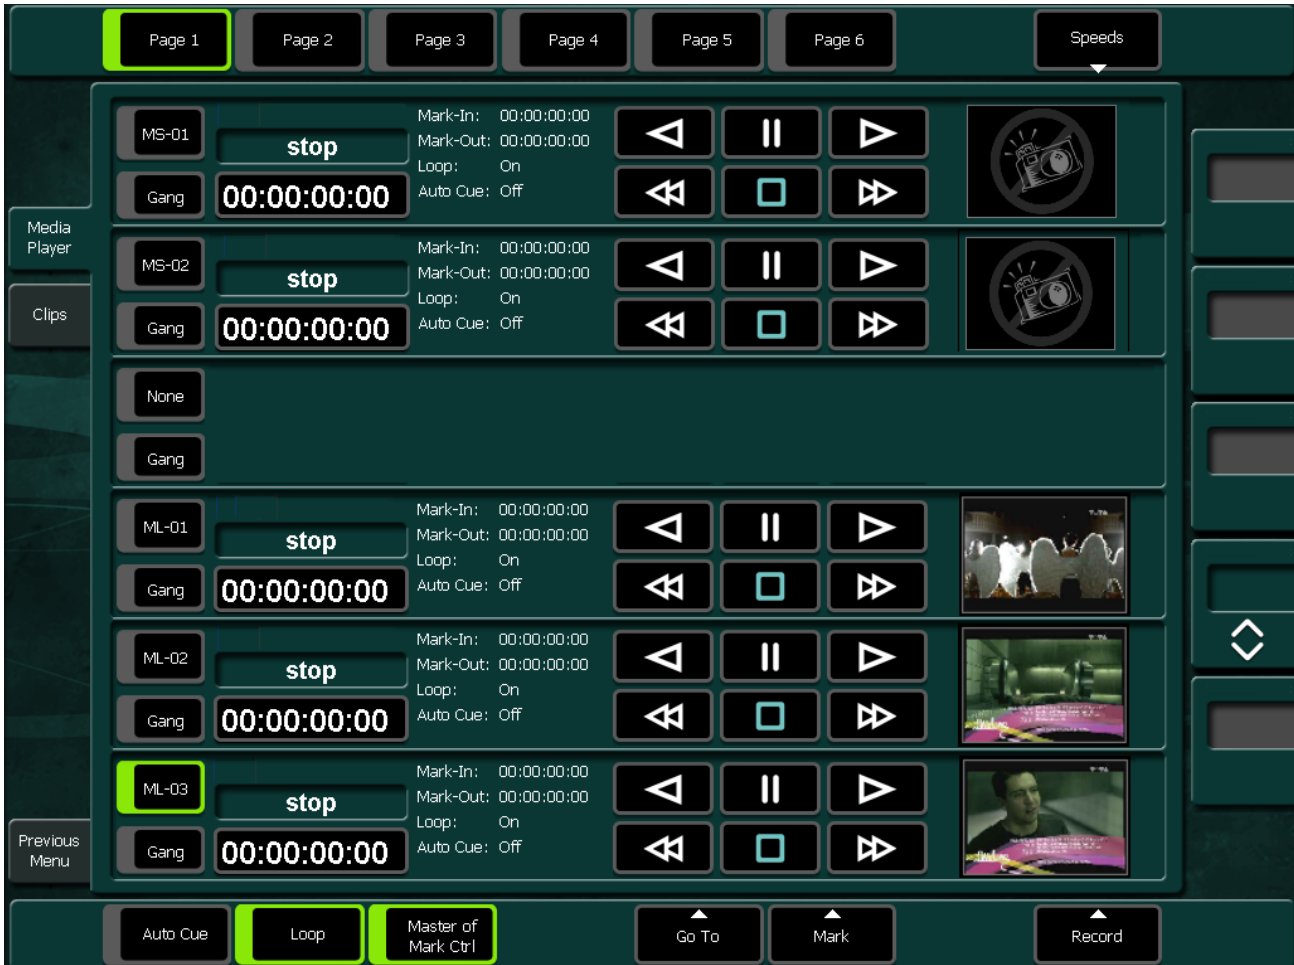 Page 1
Page 2
Page 3
Page 4
Page 5
Page 6
Speeds
Media
Player
Clips
Previous
Menu
MS-01
Gang
stop
00:00:00:00
Mark-In: 00:00:00:00
Mark-Out: 00:00:00:00
Loop: On
Auto Cue: Off
MS-02
Gang
stop
00:00:00:00
Mark-In: 00:00:00:00
Mark-Out: 00:00:00:00
Loop: On
Auto Cue: Off
None
Gang
ML-01
Gang
stop
00:00:00:00
Mark-In: 00:00:00:00
Mark-Out: 00:00:00:00
Loop: On
Auto Cue: Off
ML-02
Gang
stop
00:00:00:00
Mark-In: 00:00:00:00
Mark-Out: 00:00:00:00
Loop: On
Auto Cue: Off
ML-03
Gang
stop
00:00:00:00
Mark-In: 00:00:00:00
Mark-Out: 00:00:00:00
Loop: On
Auto Cue: Off
Auto Cue
Loop
Master of
Mark Ctrl
Go To
Mark
Record